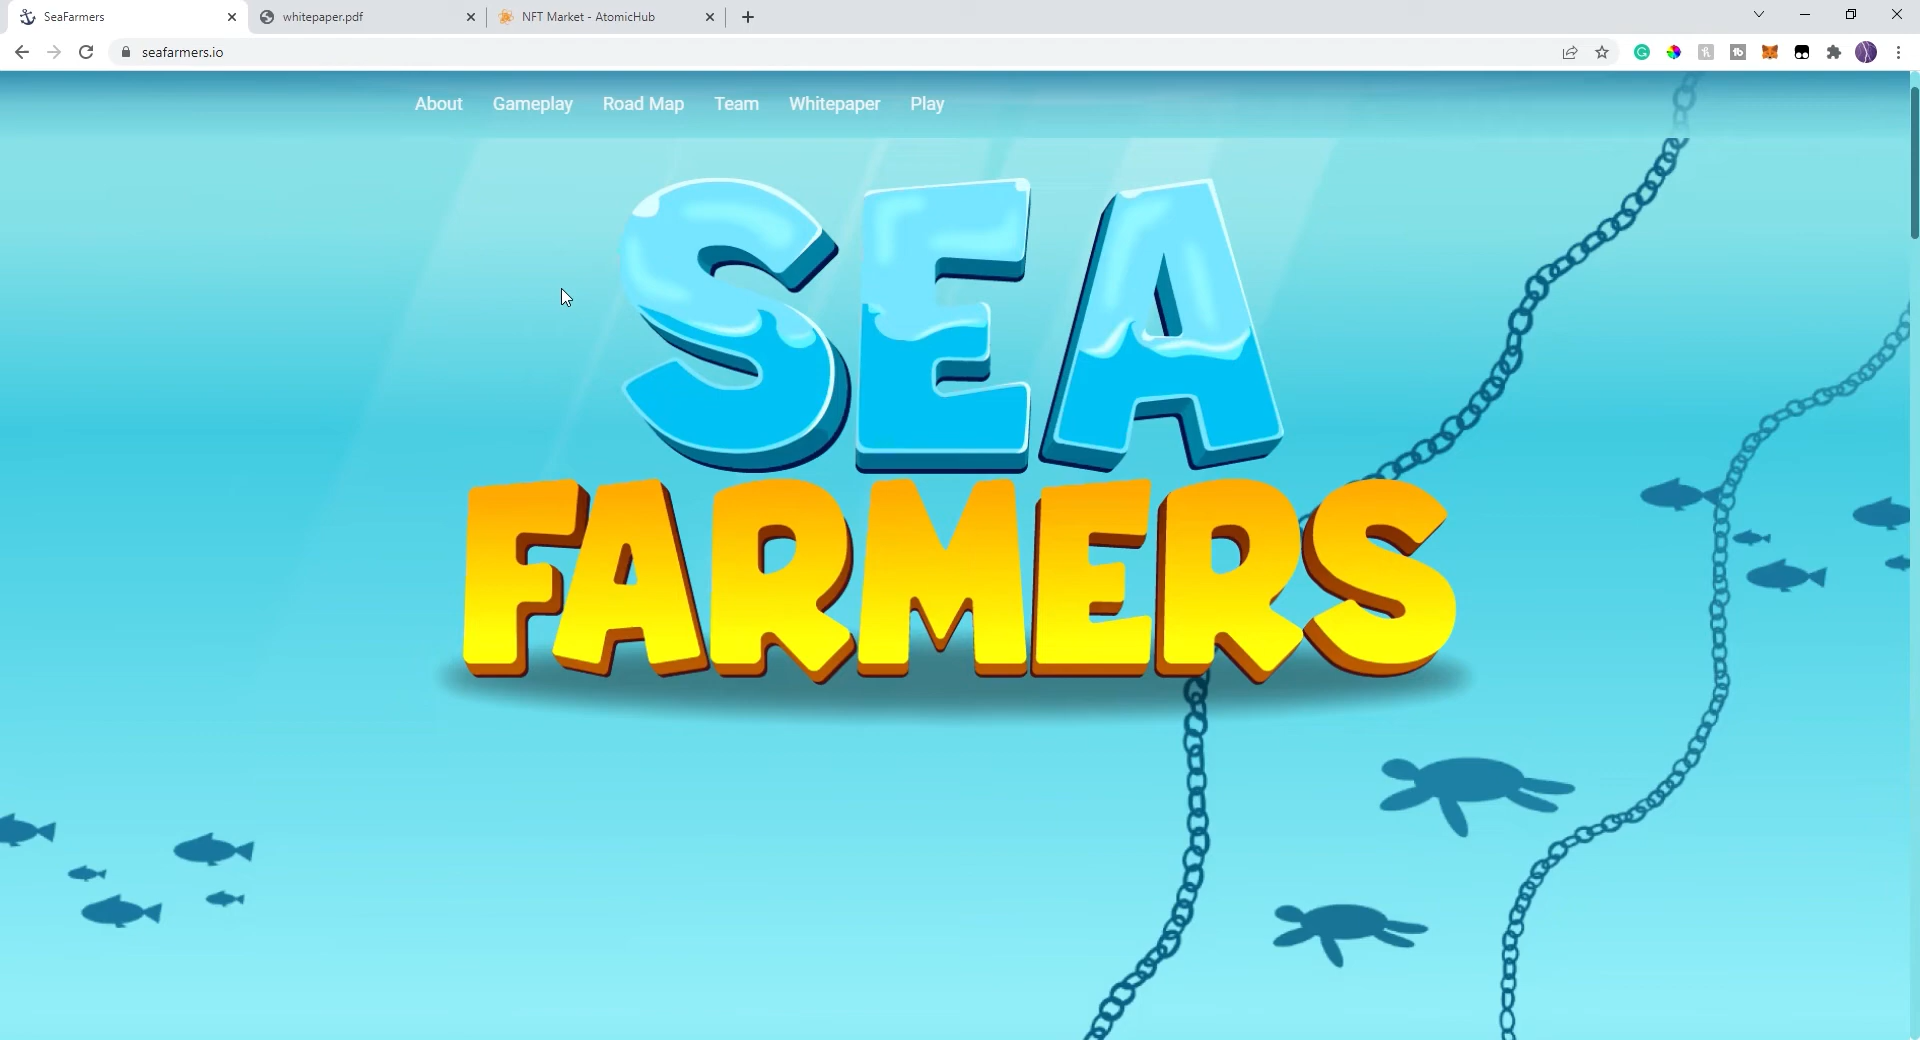 SeaFarmers
whitepaper.pdf
NFT Market - AtomicHub
seafarmers.io
About Gameplay Road Map Team Whitepaper Play
SEA
FARMERS